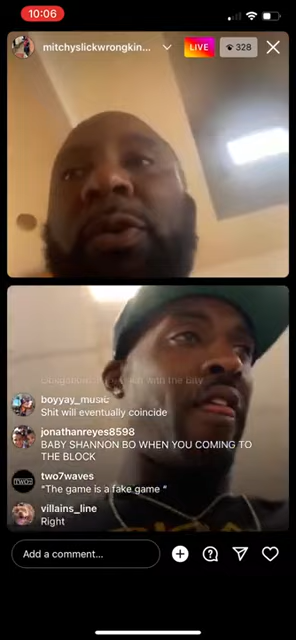 10:06
mitchyslickwrongkin...
LIVE
328
boyyay_music
Shit will eventually coincide
jonathanreyes8598
BABY SHANNON BO WHEN YOU COMING TO
THE BLOCK
two7waves
"The game is a fake game “
villains_line
Right
Add a comment...